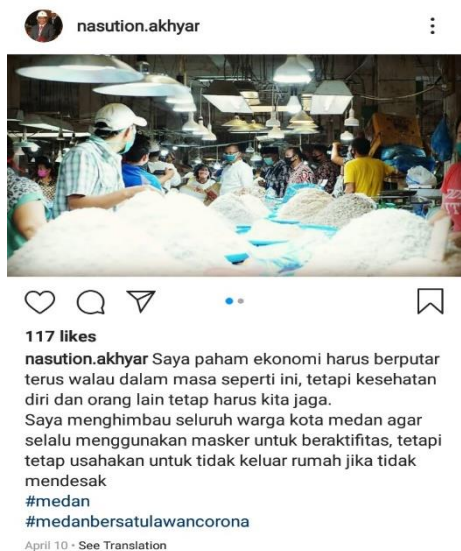 nasution.akhyar
117 likes
nasution.akhyar Saya paham ekonomi harus berputar
terus walau dalam masa seperti ini, tetapi kesehatan
diri dan orang lain tetap harus kita jaga.
Saya menghimbau seluruh warga kota medan agar
selalu menggunakan masker untuk beraktifitas, tetapi
tetap usahakan untuk tidak keluar rumah jika tidak
mendesak
#medan
#medanbersatulawancorona
April 10 · See Translation